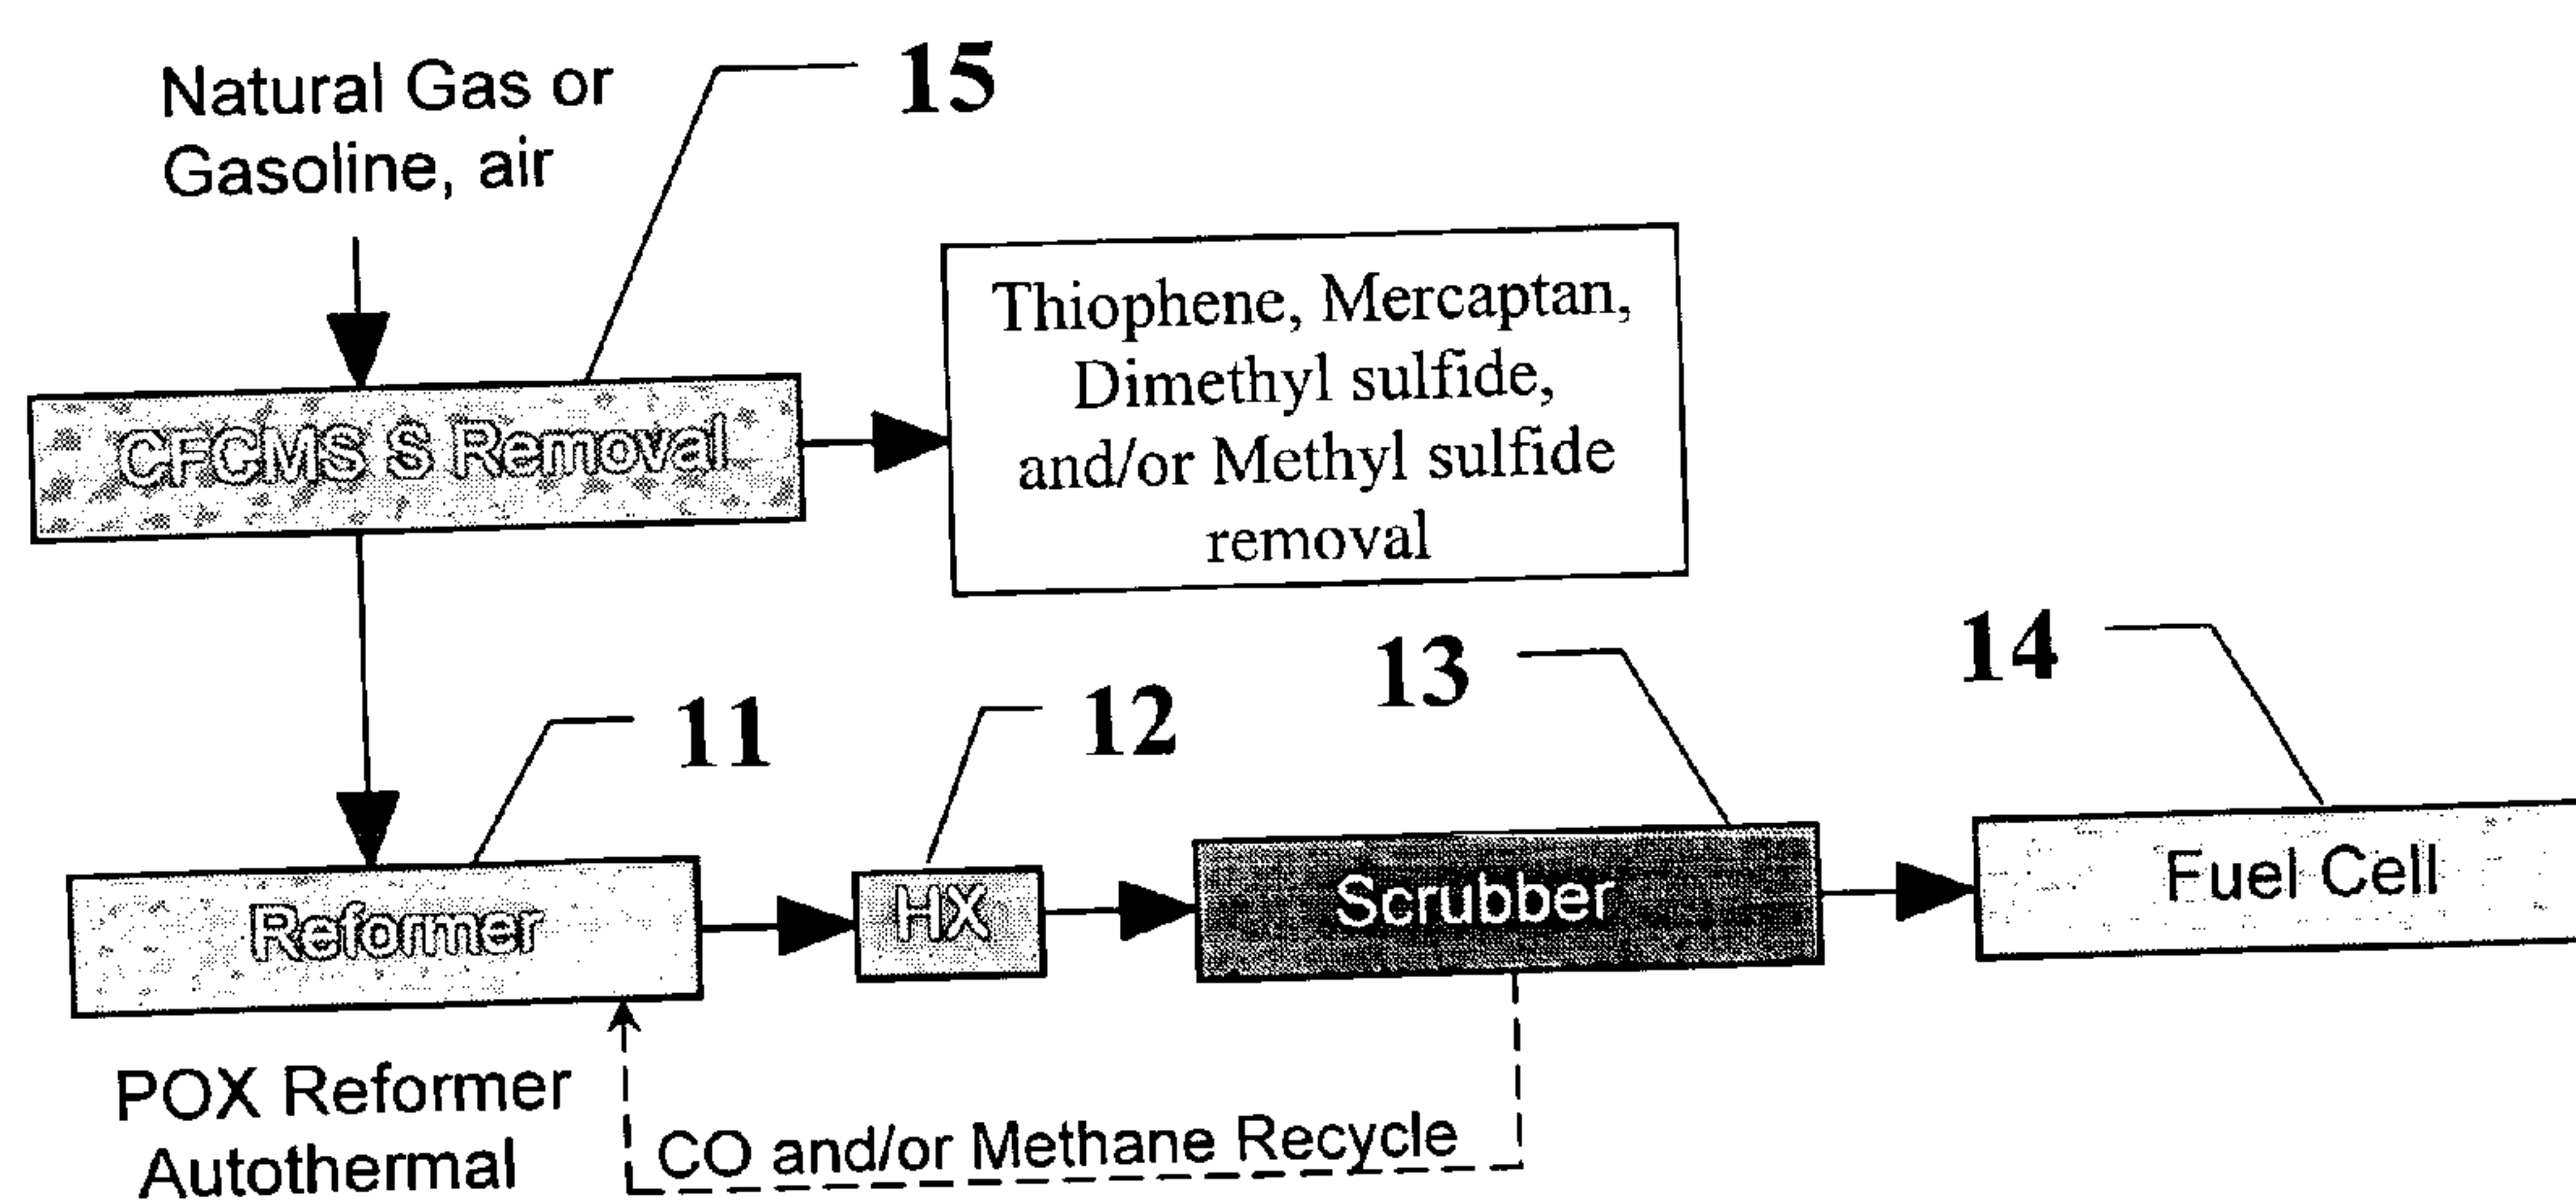 Natural Gas or
Gasoline, air
15
CFCMS S Removal
Thiophene, Mercaptan,
Dimethyl sulfide,
and/or Methyl sulfide
removal
11
12
13
14
Reformer
HX
Scrubber
Fuel Cell
POX Reformer
Autothermal
CO and/or Methane Recycle